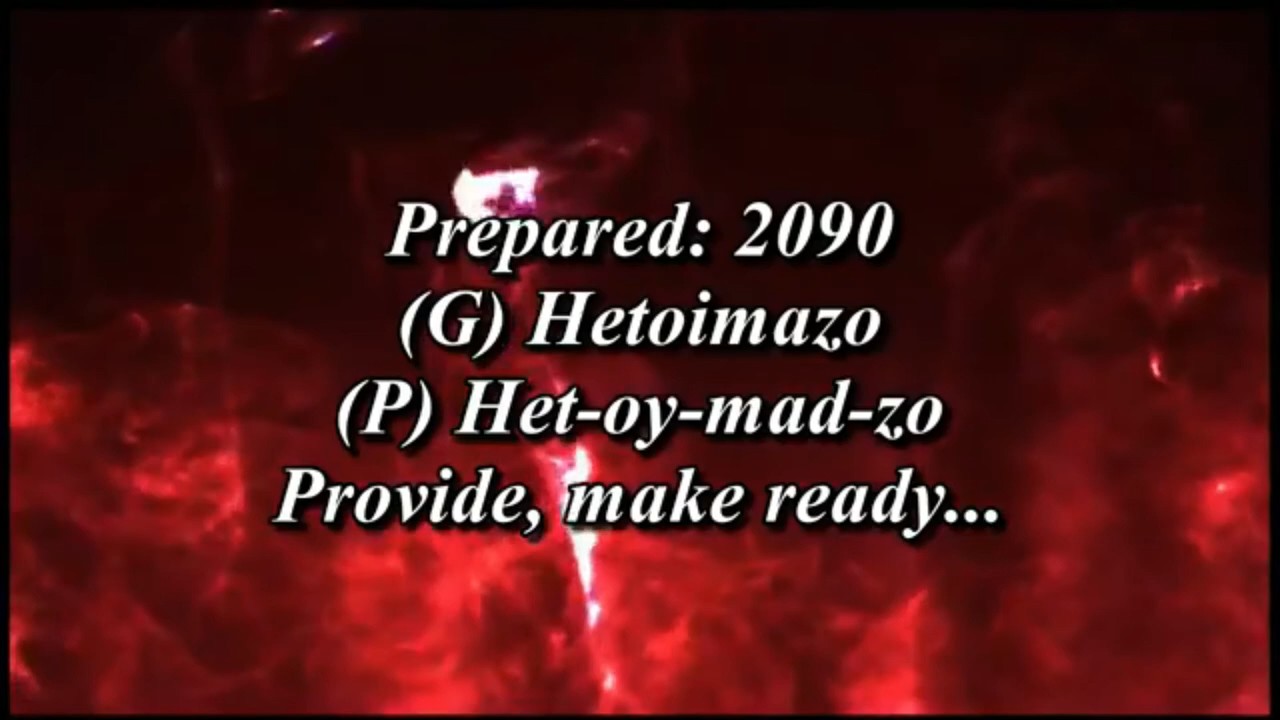 Prepared: 2090
(G) Hetoimazo
(P) Het-oy-mad-zo
Provide, make ready...